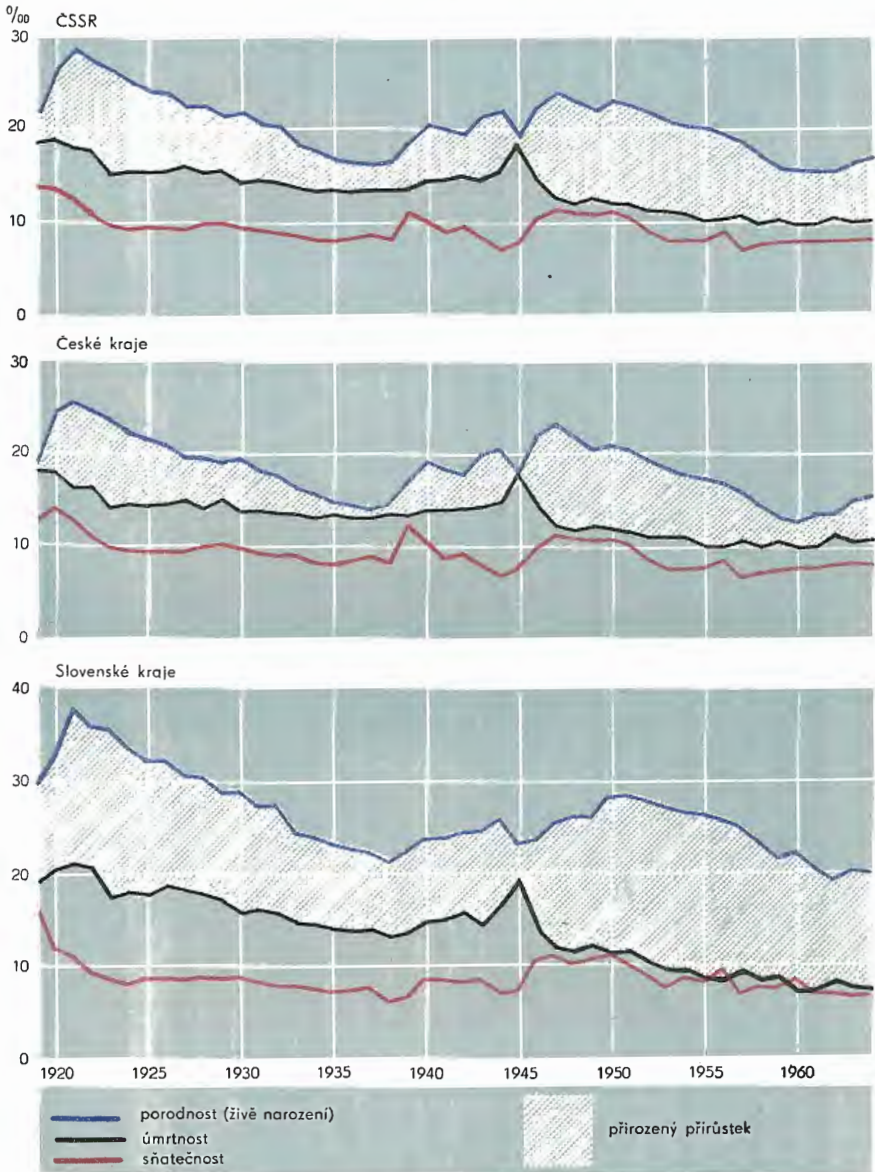 ‰
ČSSR
30
20
10
0
České kraje
30
20
10
0
Slovenské kraje
40
30
20
10
0
1920 1925 1930 1935 1940 1945 1950 1955 1960
porodnost (živě narození)
úmrtnost
sňatečnost
přirozený přírůstek